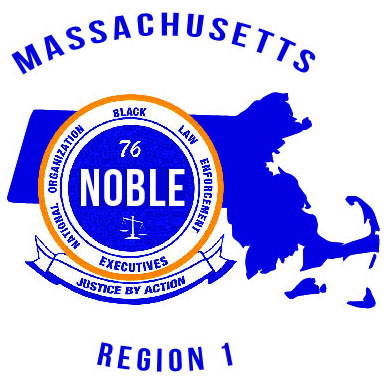 MASSACHUSETTS
NATIONAL ORGANIZATION BLACK LAW ENFORCEMENT
EXECUTIVES
76
NOBLE
JUSTICE BY ACTION
REGION 1